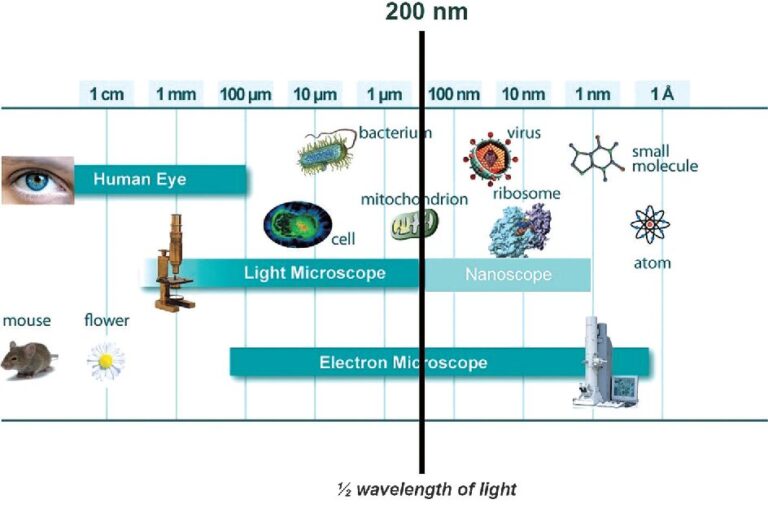 200 nm
1 cm
1 mm
100 µm
10 µm
1 µm
100 nm
10 nm
1 nm
1 Å
bacterium
virus
small
molecule
Human Eye
mitochondrion
ribosome
cell
atom
Light Microscope
Nanoscope
mouse
flower
Electron Microscope
½ wavelength of light